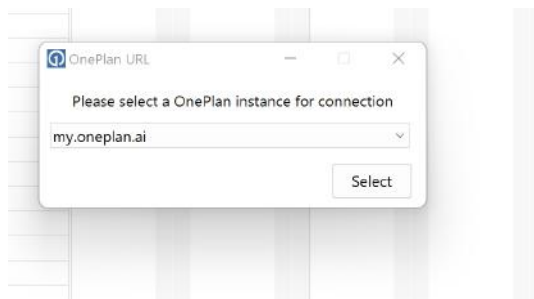 OnePlan URL
Please select a OnePlan instance for connection
my.oneplan.ai
Select